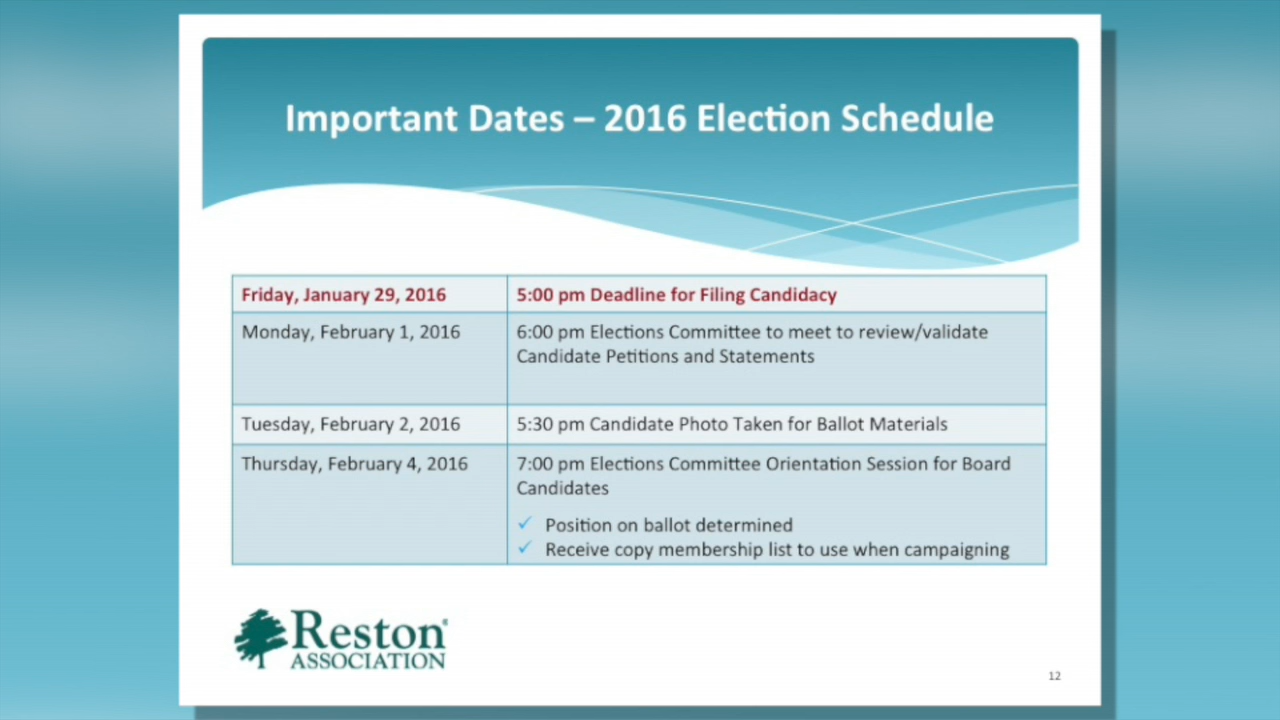 Important Dates – 2016 Election Schedule
Friday, January 29, 2016
5:00 pm Deadline for Filing Candidacy
Monday, February 1, 2016
6:00 pm Elections Committee to meet to review/validate
Candidate Petitions and Statements
Tuesday, February 2, 2016
5:30 pm Candidate Photo Taken for Ballot Materials
Thursday, February 4, 2016
7:00 pm Elections Committee Orientation Session for Board
Candidates
✓ Position on ballot determined
✓ Receive copy membership list to use when campaigning
Reston®
ASSOCIATION
12